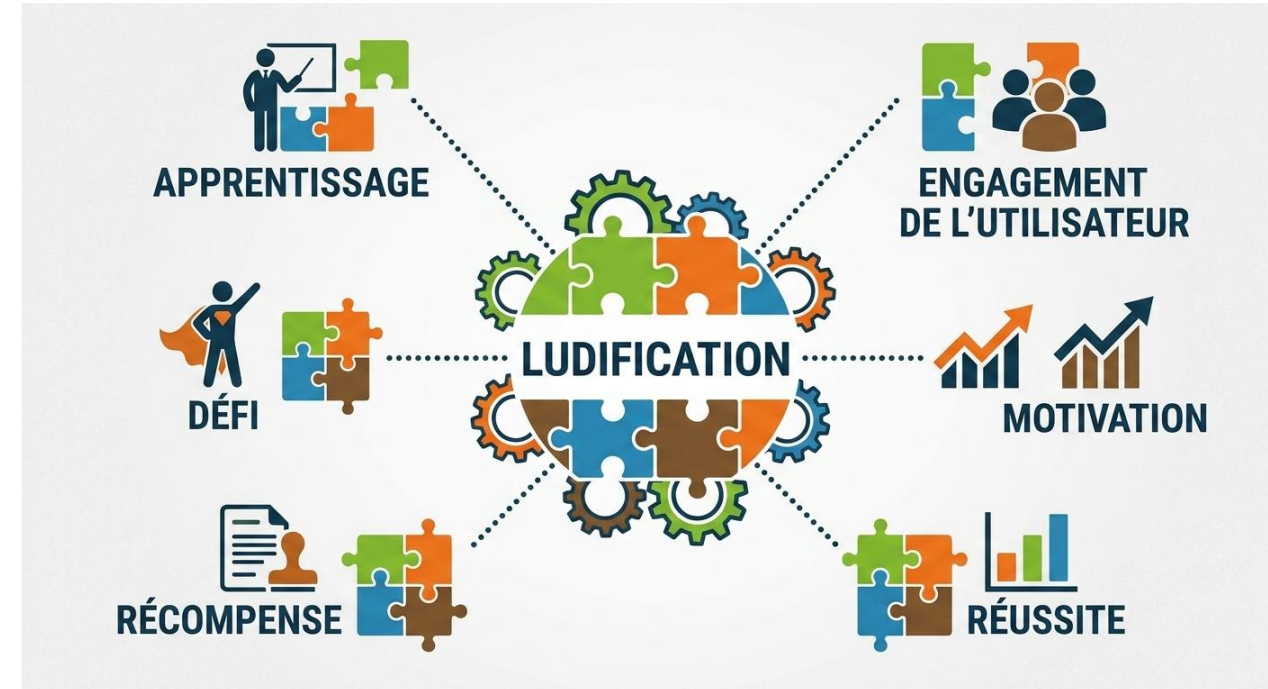 APPRENTISSAGE
ENGAGEMENT
DE L’UTILISATEUR
LUDIFICATION
DÉFI
MOTIVATION
RÉCOMPENSE
RÉUSSITE